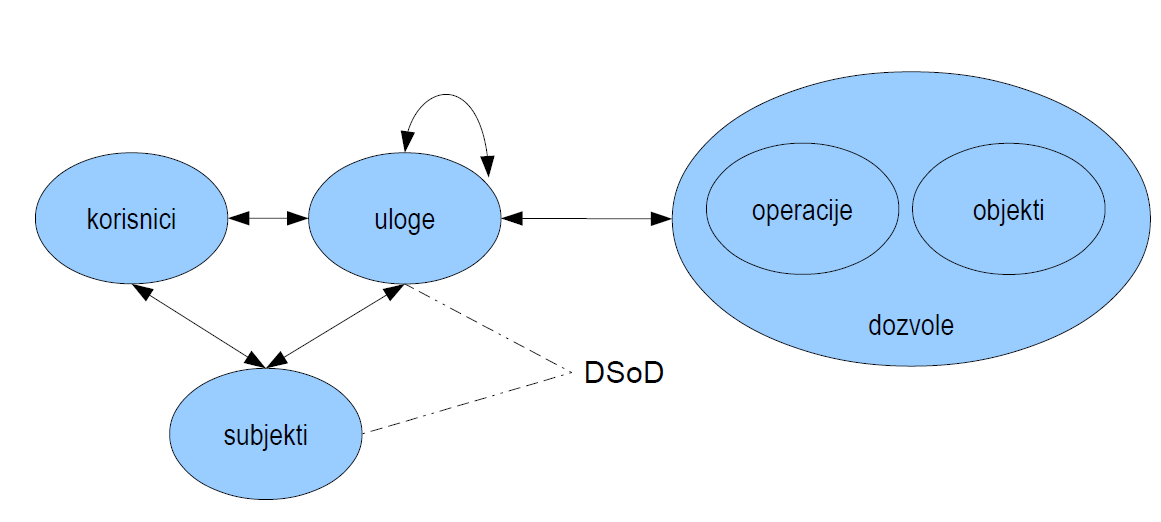 korisnici
uloge
operacije
objekti
dozvole
DSoD
subjekti